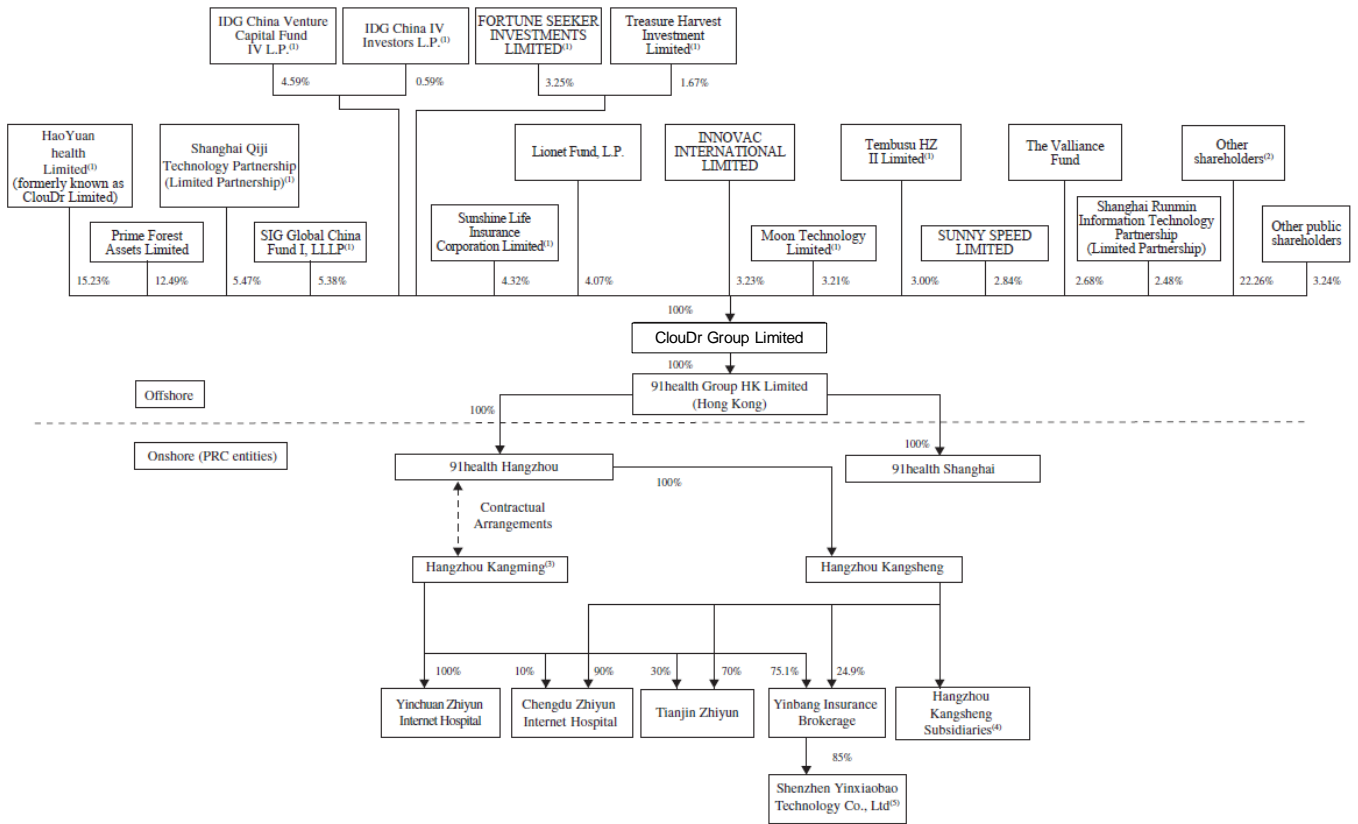 IDG China Venture
Capital Fund
IV L.P.(1)
IDG China IV
Investors L.P.(1)
FORTUNE SEEKER
INVESTMENTS
LIMITED(1)
Treasure Harvest
Investment
Limited(1)
4.59%
0.59%
3.25%
1.67%
HaoYuan
health
Limited(1)
(formerly known as
ClouDr Limited)
Shanghai Qiji
Technology Partnership
(Limited Partnership)(1)
Lionet Fund, L.P.
INNOVAC
INTERNATIONAL
LIMITED
Tembusu HZ
II Limited(1)
The Valliance
Fund
Other
shareholders(2)
Prime Forest
Assets Limited
SIG Global China
Fund I, LLLP(1)
Sunshine Life
Insurance
Corporation Limited(1)
Moon Technology
Limited(1)
SUNNY SPEED
LIMITED
Shanghai Runmin
Information Technology
Partnership
(Limited Partnership)
Other public
shareholders
15.23%
12.49%
5.47%
5.38%
4.32%
4.07%
3.23%
3.21%
3.00%
2.84%
2.68%
2.48%
22.26%
3.24%
100%
ClouDr Group Limited
100%
91health Group HK Limited
(Hong Kong)
Offshore
100%
100%
Onshore (PRC entities)
91health Hangzhou
91health Shanghai
100%
Contractual
Arrangements
Hangzhou Kangming(3)
Hangzhou Kangsheng
100%
10%
90%
30%
70%
75.1%
24.9%
Yinchuan Zhiyun
Internet Hospital
Chengdu Zhiyun
Internet Hospital
Tianjin Zhiyun
Yinbang Insurance
Brokerage
Hangzhou
Kangsheng
Subsidiaries(4)
85%
Shenzhen Yinxiaobao
Technology Co., Ltd(5)